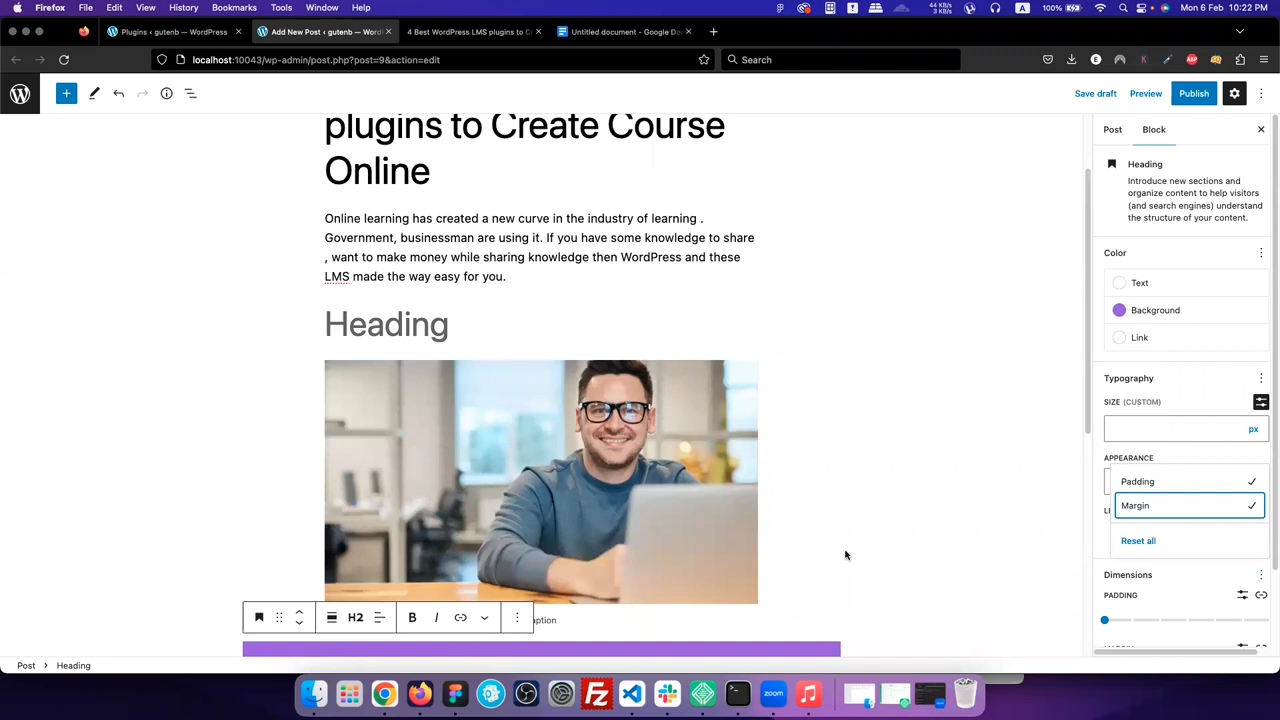 Firefox File Edit View History Bookmarks Tools Window Help
44 KB/s
A 100% Mon 6 Feb 10:22 PM
Plugins ‹ gutenb — WordPress
Add New Post ‹ gutenb — Word
4 Best WordPress LMS plugins to C
Untitled document - Google Do
localhost:10043/wp-admin/post.php?post=9&action=edit
Search
Save draft Preview Publish
plugins to Create Course
Online
Online learning has created a new curve in the industry of learning .
Government, businessman are using it. If you have some knowledge to share
, want to make money while sharing knowledge then WordPress and these
LMS made the way easy for you.
Heading
H2 B I
aption
Post Block
Heading
Introduce new sections and
organize content to help visitors
(and search engines) understand
the structure of your content.
Color
Text
Background
Link
Typography
SIZE (CUSTOM)
px
APPEARANCE
Padding
Margin
Reset all
Dimensions
PADDING
Post Heading
zoom